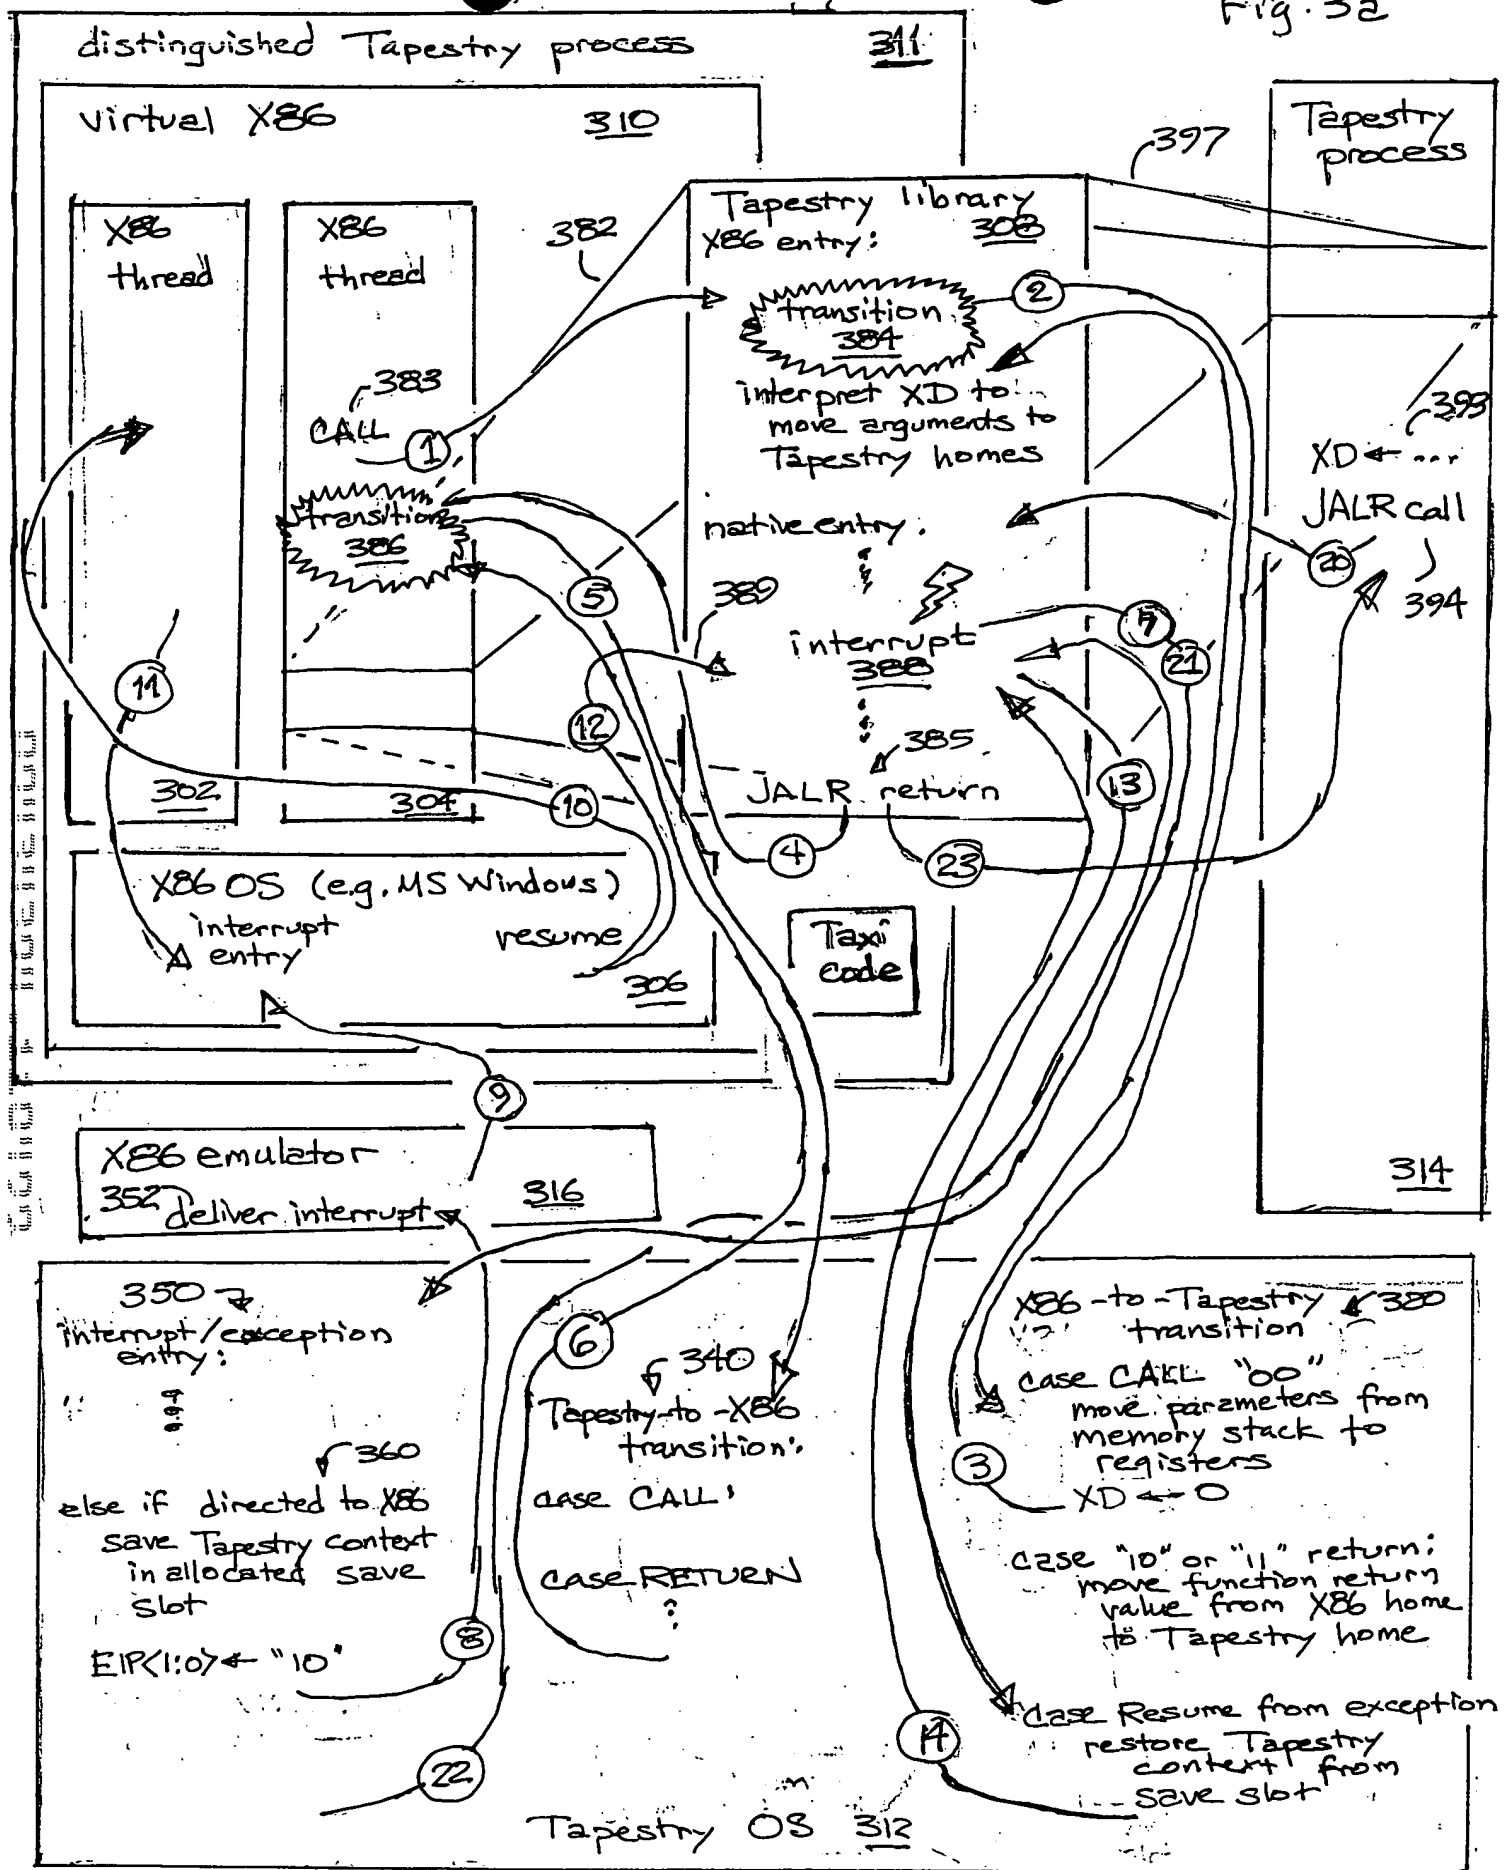 Fig. 3a
distinguished Tapestry process 311
virtual X86 310
Tapestry
process
397
X86
thread
X86
thread
382
Tapestry library
308
X86 entry:
2
transition
384
383
CALL
1
interpret XD to
move arguments to
Tapestry homes
393
XD ← ...
JALR call
20
394
transition
386
native entry:
5
389
7
interrupt
388
21
11
12
385
13
302
304
10
JALR return
4
23
X86 OS (e.g. MS Windows)
interrupt
entry
resume
306
Taxi
code
9
X86 emulator
352 deliver interrupt
316
314
350
interrupt/exception
entry:
360
else if directed to X86
save Tapestry context
in allocated save
slot
8
EIP<1:0> ← "10"
22
6
340
Tapestry-to-X86
transition:
case CALL:
case RETURN
X86-to-Tapestry
transition
380
case CALL "00"
move parameters from
memory stack to
registers
3
XD ← 0
case "10" or "11" return:
move function return
value from X86 home
to Tapestry home
case Resume from exception
restore Tapestry
context from
save slot
14
Tapestry OS 312